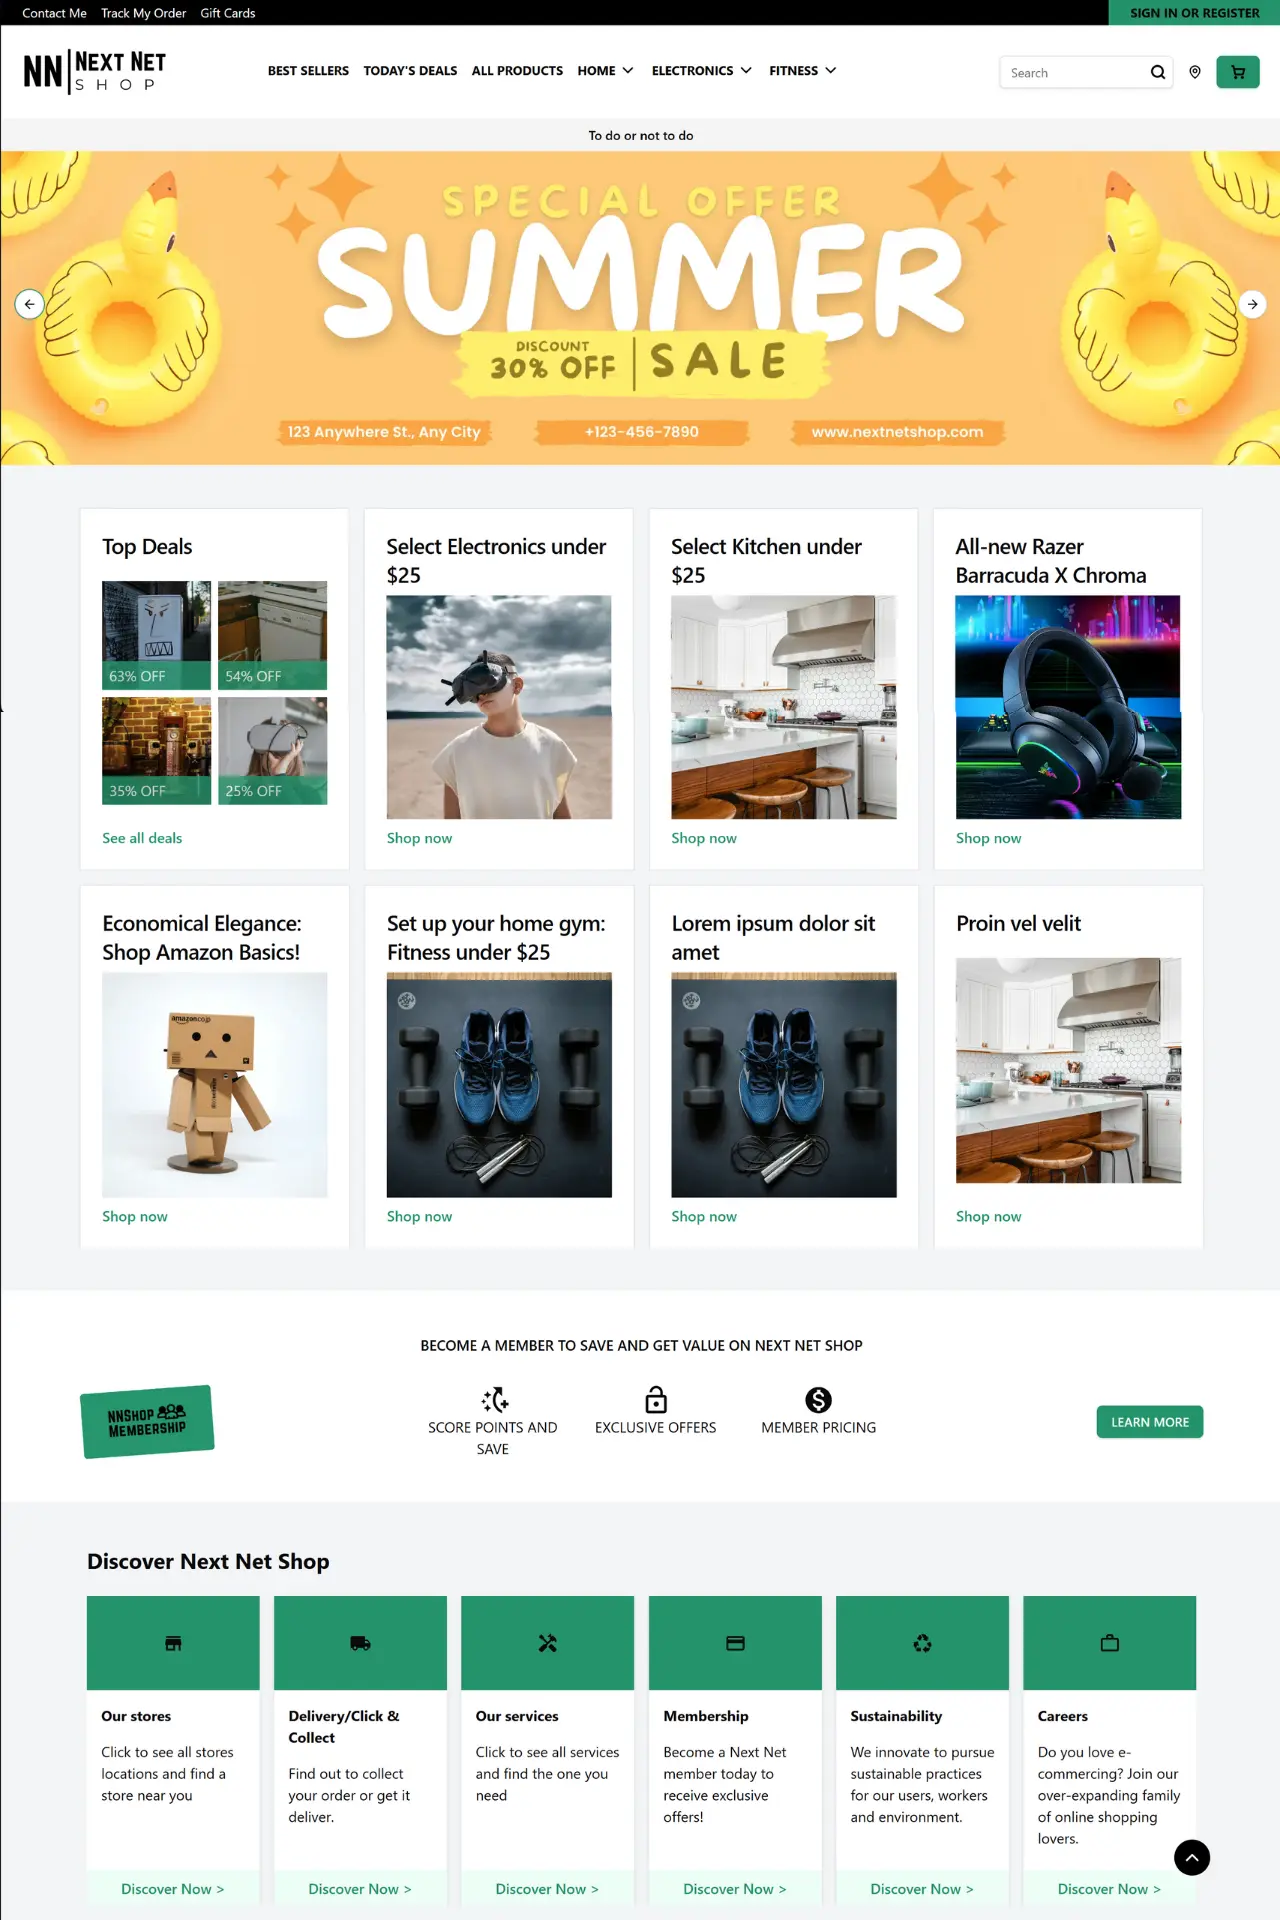 Contact Me Track My Order Gift Cards SIGN IN OR REGISTER
NN NEXT NET
SHOP
BEST SELLERS TODAY'S DEALS ALL PRODUCTS HOME ELECTRONICS FITNESS
Search
To do or not to do
SPECIAL OFFER
SUMMER
DISCOUNT
30% OFF
SALE
123 Anywhere St., Any City +123-456-7890 www.nextnetshop.com
Top Deals
63% OFF 54% OFF
35% OFF 25% OFF
See all deals
Select Electronics under
$25
Shop now
Select Kitchen under
$25
Shop now
All-new Razer
Barracuda X Chroma
Shop now
Economical Elegance:
Shop Amazon Basics!
amazon.co.jp
Shop now
Set up your home gym:
Fitness under $25
Shop now
Lorem ipsum dolor sit
amet
Shop now
Proin vel velit
Shop now
BECOME A MEMBER TO SAVE AND GET VALUE ON NEXT NET SHOP
NNSHOP
MEMBERSHIP
SCORE POINTS AND
SAVE
EXCLUSIVE OFFERS
MEMBER PRICING
LEARN MORE
Discover Next Net Shop
Our stores
Click to see all stores
locations and find a
store near you
Discover Now >
Delivery/Click &
Collect
Find out to collect
your order or get it
deliver.
Discover Now >
Our services
Click to see all services
and find the one you
need
Discover Now >
Membership
Become a Next Net
member today to
receive exclusive
offers!
Discover Now >
Sustainability
We innovate to pursue
sustainable practices
for our users, workers
and environment.
Discover Now >
Careers
Do you love e-
commercing? Join our
over-expanding family
of online shopping
lovers.
Discover Now >